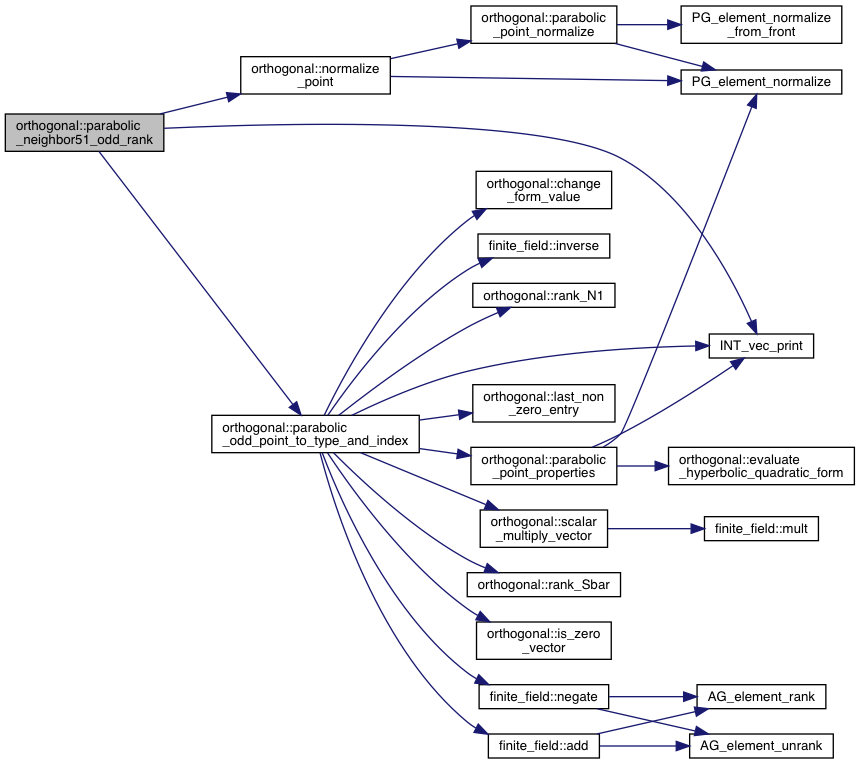 orthogonal::parabolic
_point_normalize
PG_element_normalize
_from_front
orthogonal::normalize
_point
PG_element_normalize
orthogonal::parabolic
_neighbor51_odd_rank
orthogonal::change
_form_value
finite_field::inverse
orthogonal::rank_N1
INT_vec_print
orthogonal::last_non
_zero_entry
orthogonal::parabolic
_odd_point_to_type_and_index
orthogonal::parabolic
_point_properties
orthogonal::evaluate
_hyperbolic_quadratic_form
orthogonal::scalar
_multiply_vector
finite_field::mult
orthogonal::rank_Sbar
orthogonal::is_zero
_vector
finite_field::negate
AG_element_rank
finite_field::add
AG_element_unrank